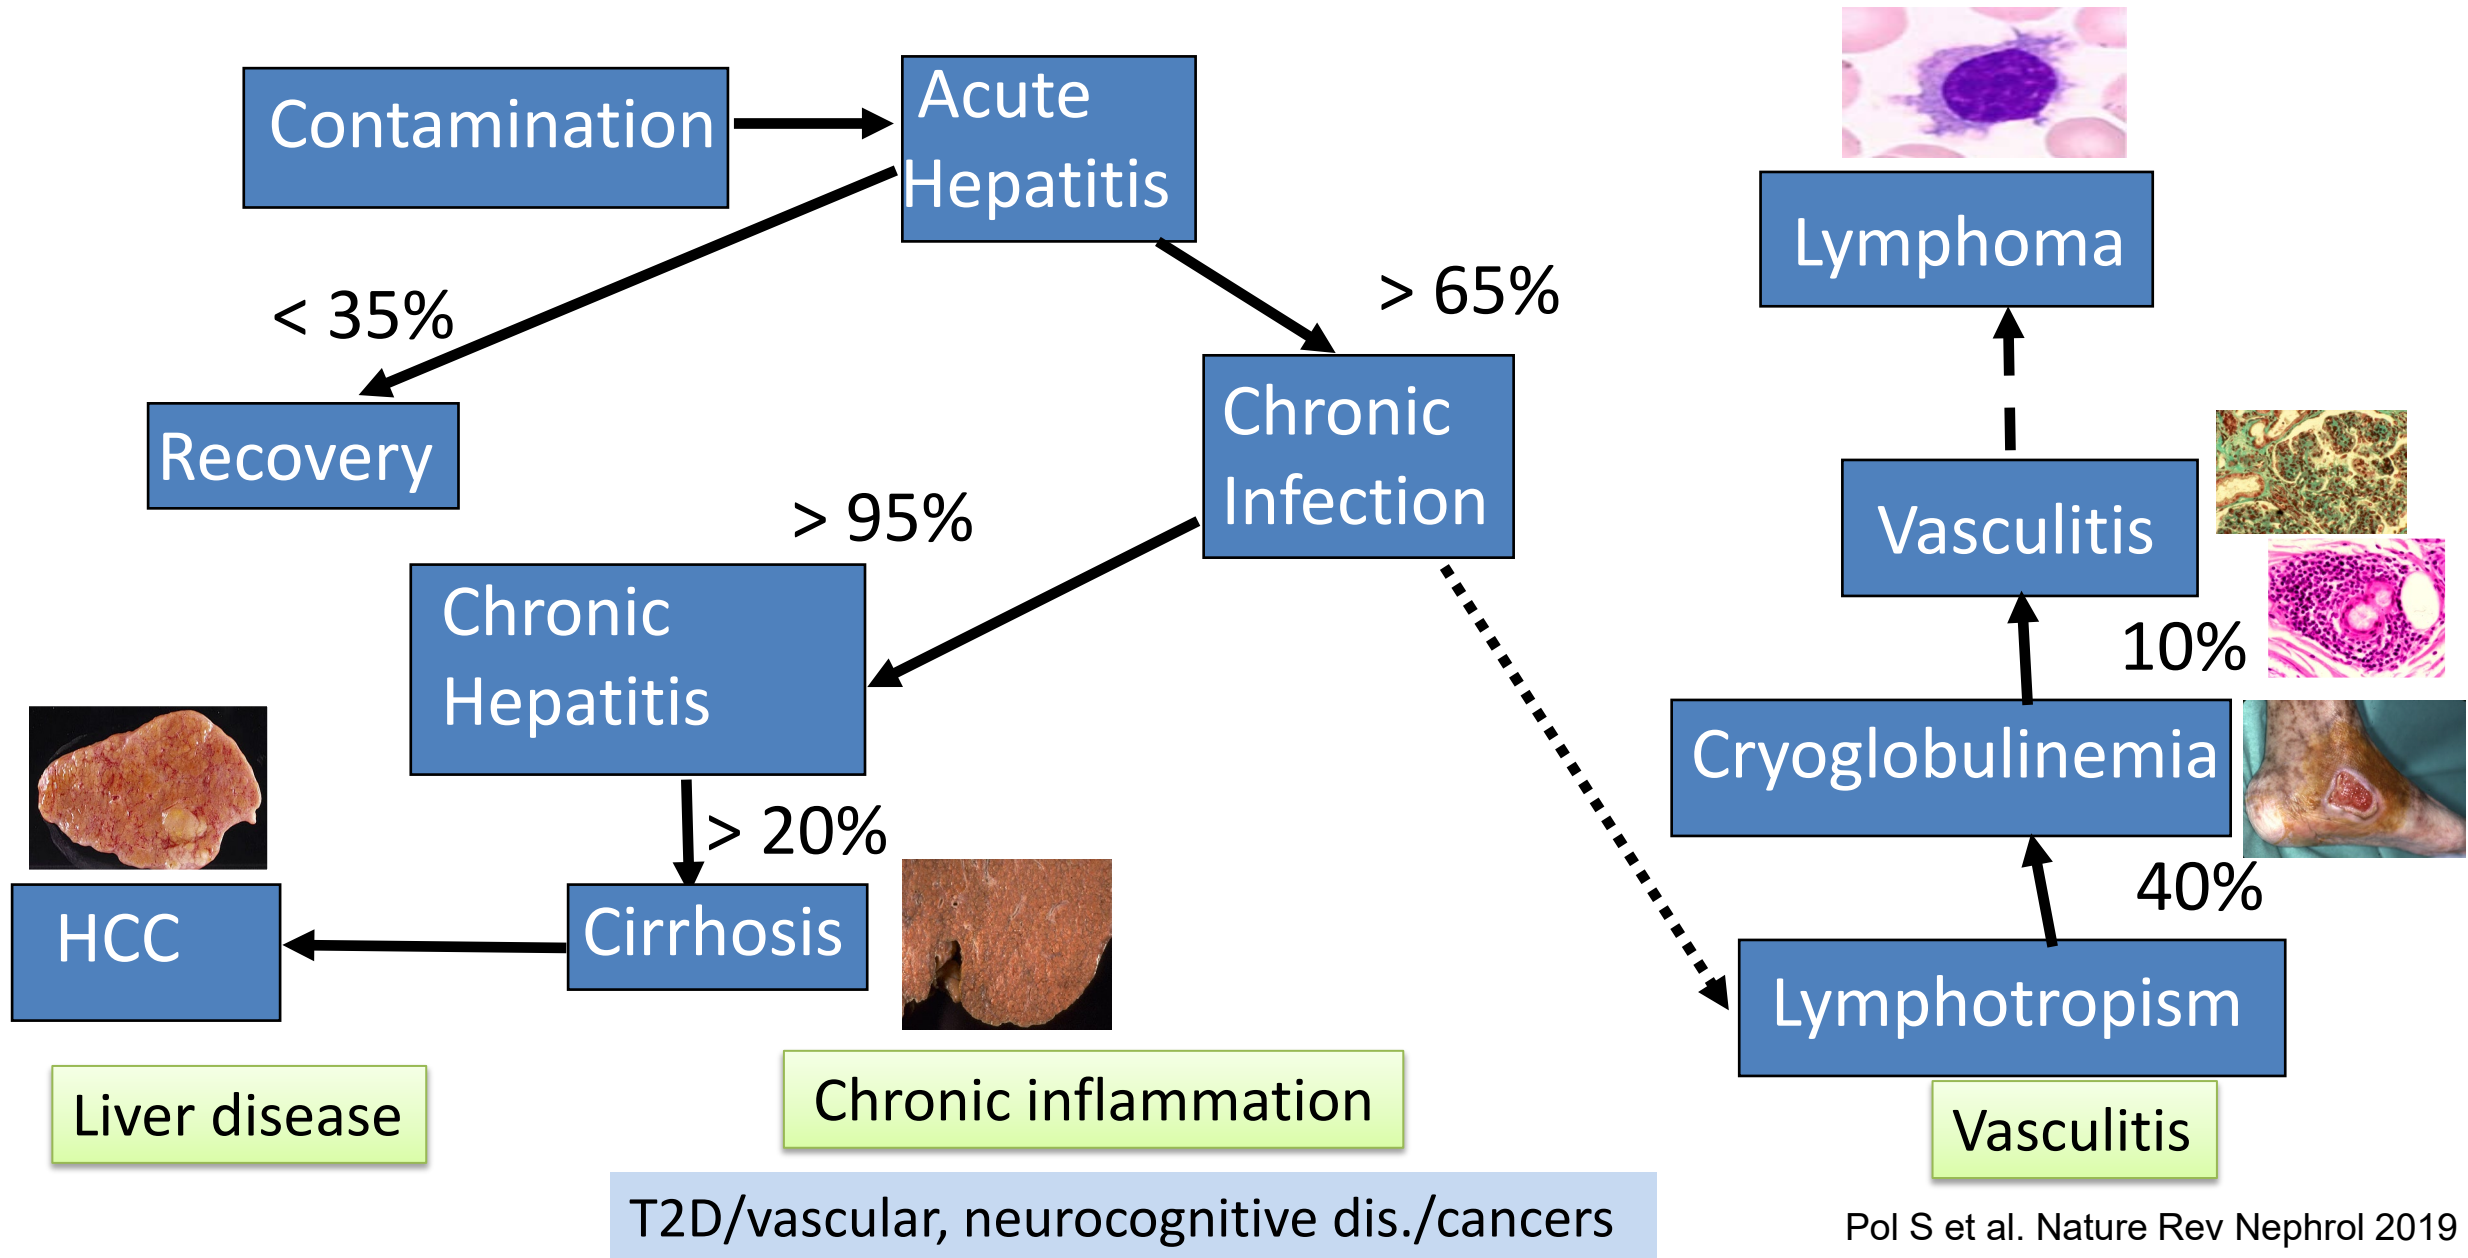 Contamination
Acute
Hepatitis
Lymphoma
< 35%
> 65%
Recovery
Chronic
Infection
Vasculitis
> 95%
Chronic
Hepatitis
10%
Cryoglobulinemia
> 20%
40%
HCC
Cirrhosis
Lymphotropism
Liver disease
Chronic inflammation
Vasculitis
T2D/vascular, neurocognitive dis./cancers
Pol S et al. Nature Rev Nephrol 2019